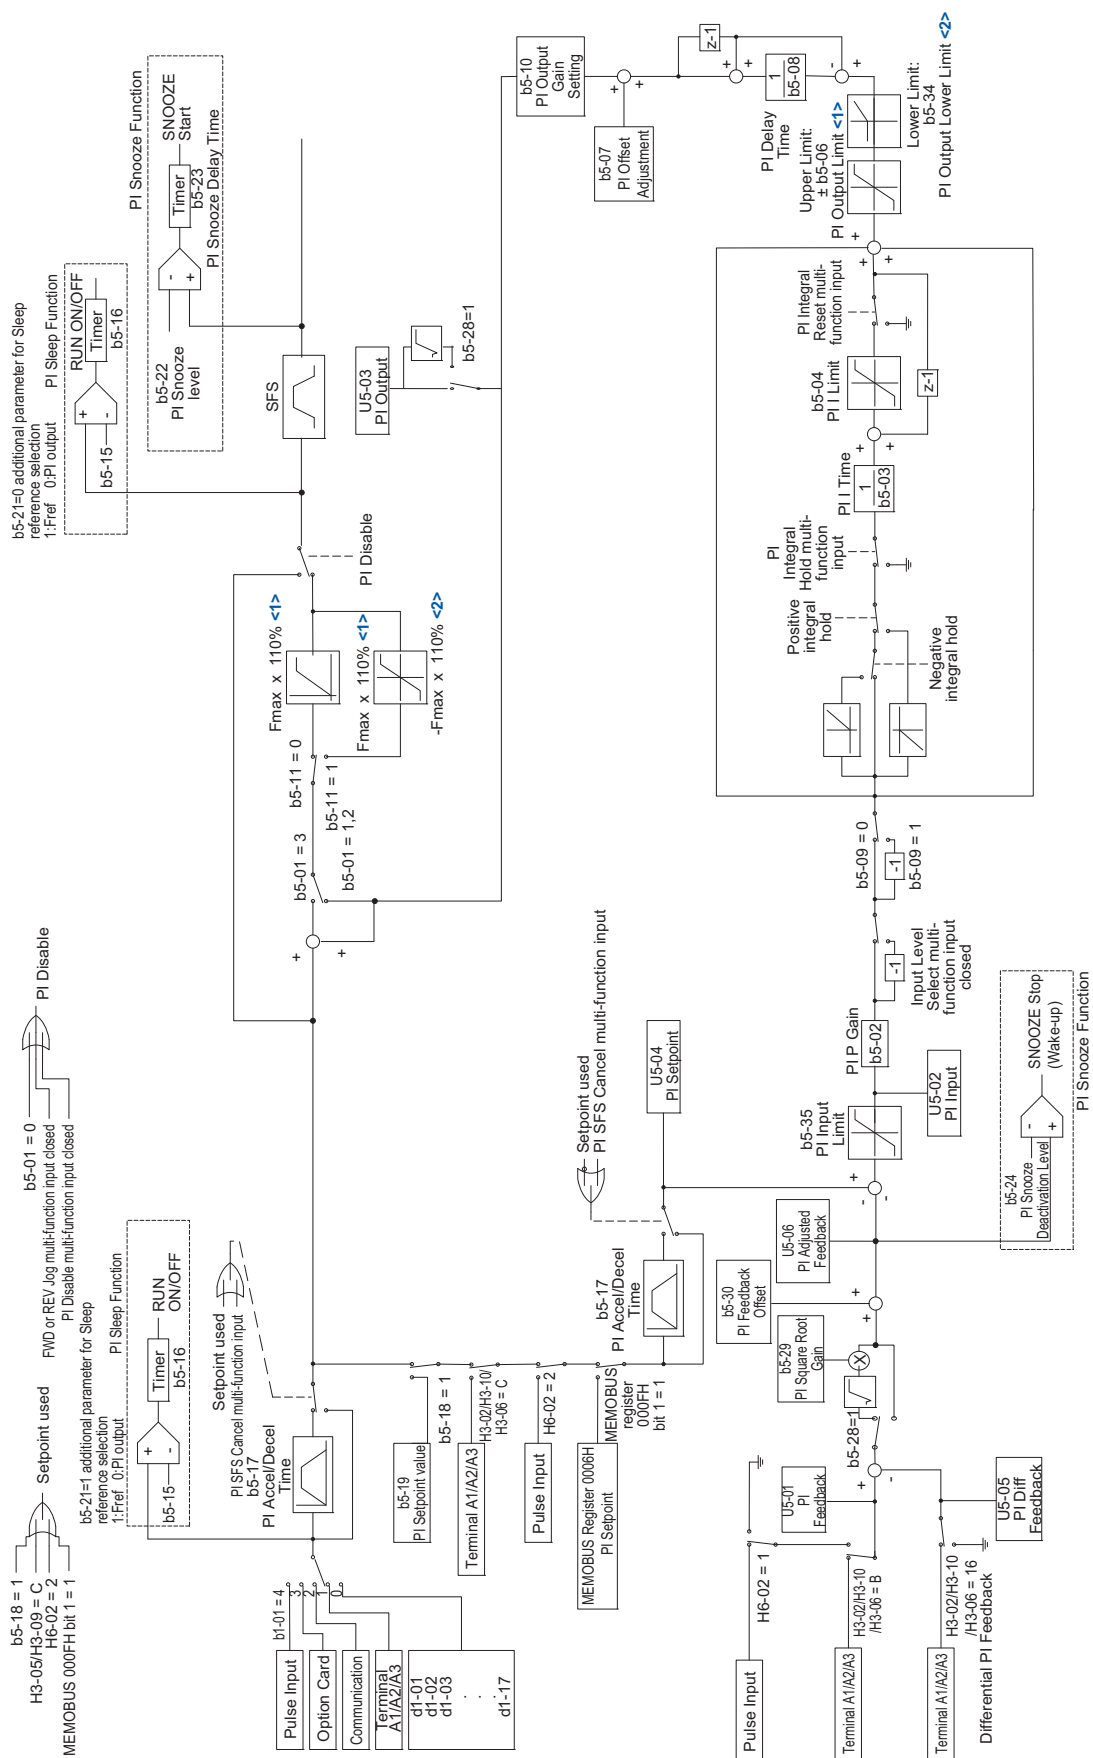 b5-18 = 1
H3-05/H3-09 = C
H6-02 = 2
MEMOBUS 000FH bit 1 = 1
Setpoint used
b5-01 = 0
FWD or REV Jog multi-function input closed
PI Disable multi-function input closed
PI Disable
b5-21=1 additional parameter for Sleep
reference selection
1:Fref 0:PI output
PI Sleep Function
b5-15
+
-
Timer
b5-16
RUN
ON/OFF
Setpoint used
PI SFS Cancel multi-function input
b5-17
PI Accel/Decel
Time
b1-01 = 4
3
2
1
0
Pulse Input
Option Card
Communication
Terminal
A1/A2/A3
d1-01
d1-02
d1-03
.
.
.
d1-17
+
+
b5-01 = 3
b5-01 = 1,2
b5-11 = 0
b5-11 = 1
Fmax x 110% <1>
Fmax x 110% <1>
-Fmax x 110% <2>
PI Disable
b5-21=0 additional parameter for Sleep
reference selection
1:Fref 0:PI output
PI Sleep Function
b5-15
+
-
RUN ON/OFF
Timer
b5-16
SFS
PI Snooze Function
b5-22
PI Snooze
level
-
+
Timer
b5-23
PI Snooze Delay Time
SNOOZE
Start
U5-03
PI Output
b5-28=1
b5-19
PI Setpoint value
b5-18 = 1
Terminal A1/A2/A3
H3-02/H3-10/
H3-06 = C
Pulse Input
H6-02 = 2
MEMOBUS Register 0006H
PI Setpoint
MEMOBUS
register
000FH
bit 1 = 1
b5-17
PI Accel/Decel
Time
Setpoint used
PI SFS Cancel multi-function input
U5-04
PI Setpoint
b5-10
PI Output
Gain
Setting
+
+
b5-07
PI Offset
Adjustment
z-1
+
+
1
b5-08
PI Delay
Time
-
+
Lower Limit:
b5-34
PI Output Lower Limit <2>
Upper Limit:
± b5-06
PI Output Limit <1>
Pulse Input
H6-02 = 1
Terminal A1/A2/A3
H3-02/H3-10
/H3-06 = B
U5-01
PI
Feedback
+
-
Terminal A1/A2/A3
H3-02/H3-10
/H3-06 = 16
Differential PI Feedback
U5-05
PI Diff
Feedback
b5-28=1
X
b5-29
PI Square Root
Gain
+
+
b5-30
PI Feedback
Offset
U5-06
PI Adjusted
Feedback
+
-
b5-35
PI Input
Limit
U5-02
PI Input
PI P Gain
b5-02
b5-24
PI Snooze
Deactivation Level
-
+
SNOOZE Stop
(Wake-up)
PI Snooze Function
-1
Input Level
Select multi-
function input
closed
b5-09 = 0
-1
b5-09 = 1
Positive
integral
hold
Negative
integral hold
PI
Integral
Hold multi-
function
input
PI I Time
1
b5-03
+
+
b5-04
PI I Limit
z-1
PI Integral
Reset multi-
function input
+
+